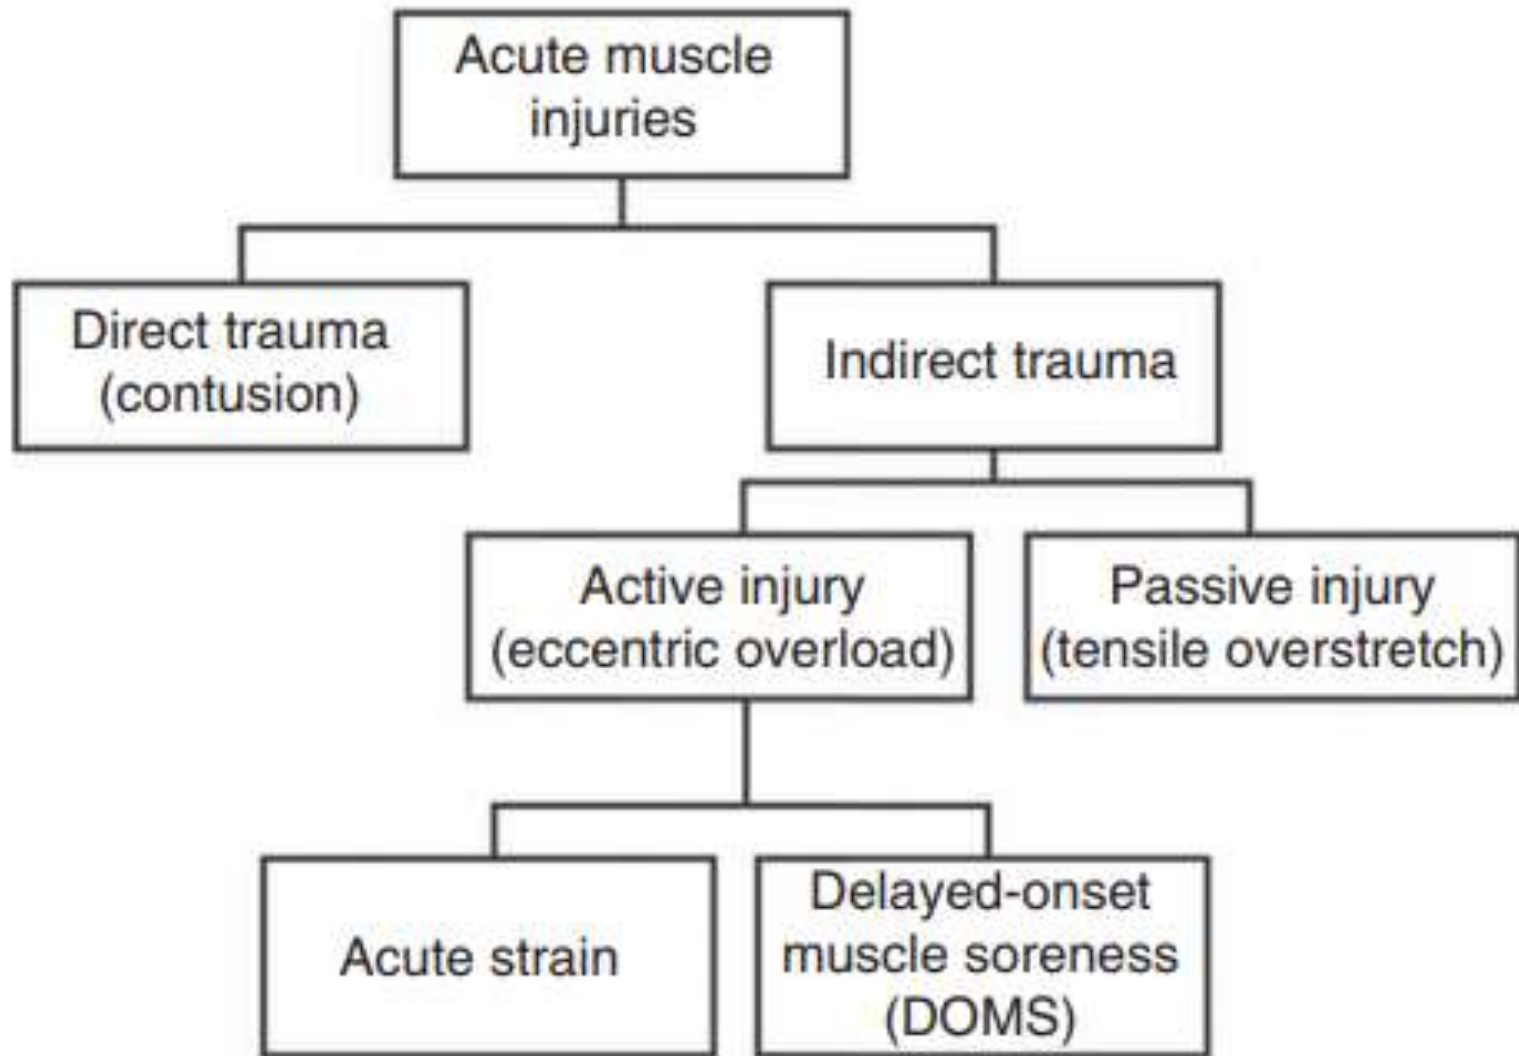 Acute muscle
injuries
Direct trauma
(contusion)
Indirect trauma
Active injury
(eccentric overload)
Passive injury
(tensile overstretch)
Acute strain
Delayed-onset
muscle soreness
(DOMS)